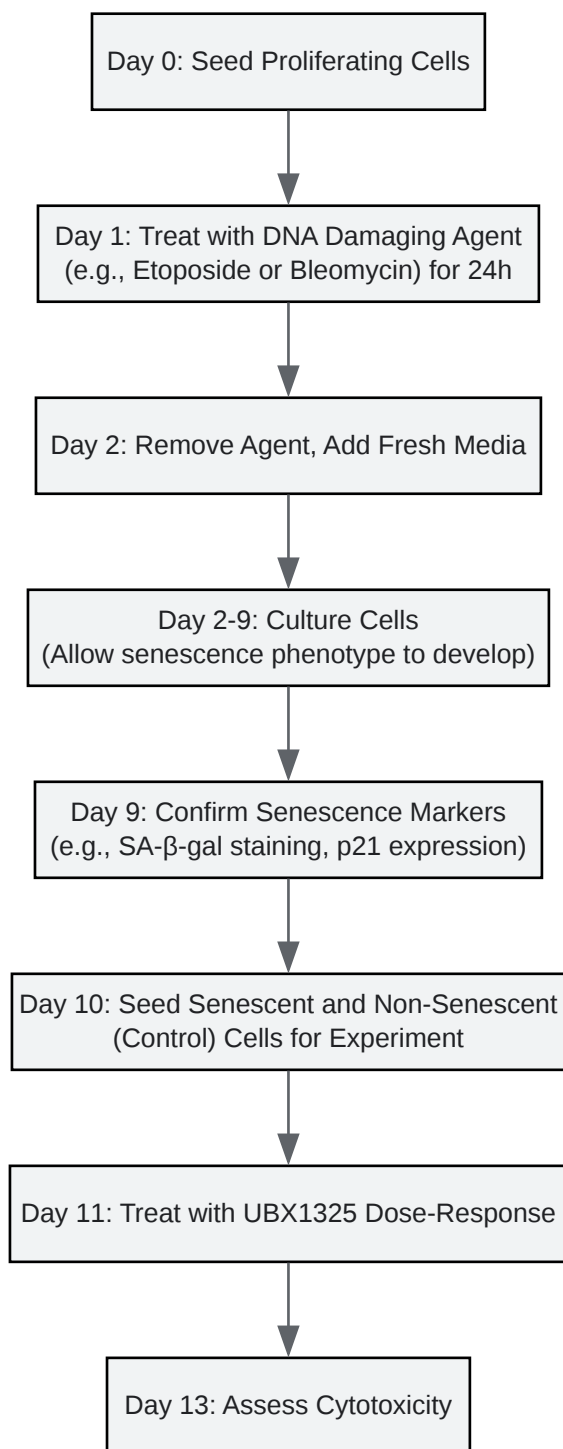 Day 0: Seed Proliferating Cells
Day 1: Treat with DNA Damaging Agent
(e.g., Etoposide or Bleomycin) for 24h
Day 2: Remove Agent, Add Fresh Media
Day 2-9: Culture Cells
(Allow senescence phenotype to develop)
Day 9: Confirm Senescence Markers
(e.g., SA-β-gal staining, p21 expression)
Day 10: Seed Senescent and Non-Senescent
(Control) Cells for Experiment
Day 11: Treat with UBX1325 Dose-Response
Day 13: Assess Cytotoxicity